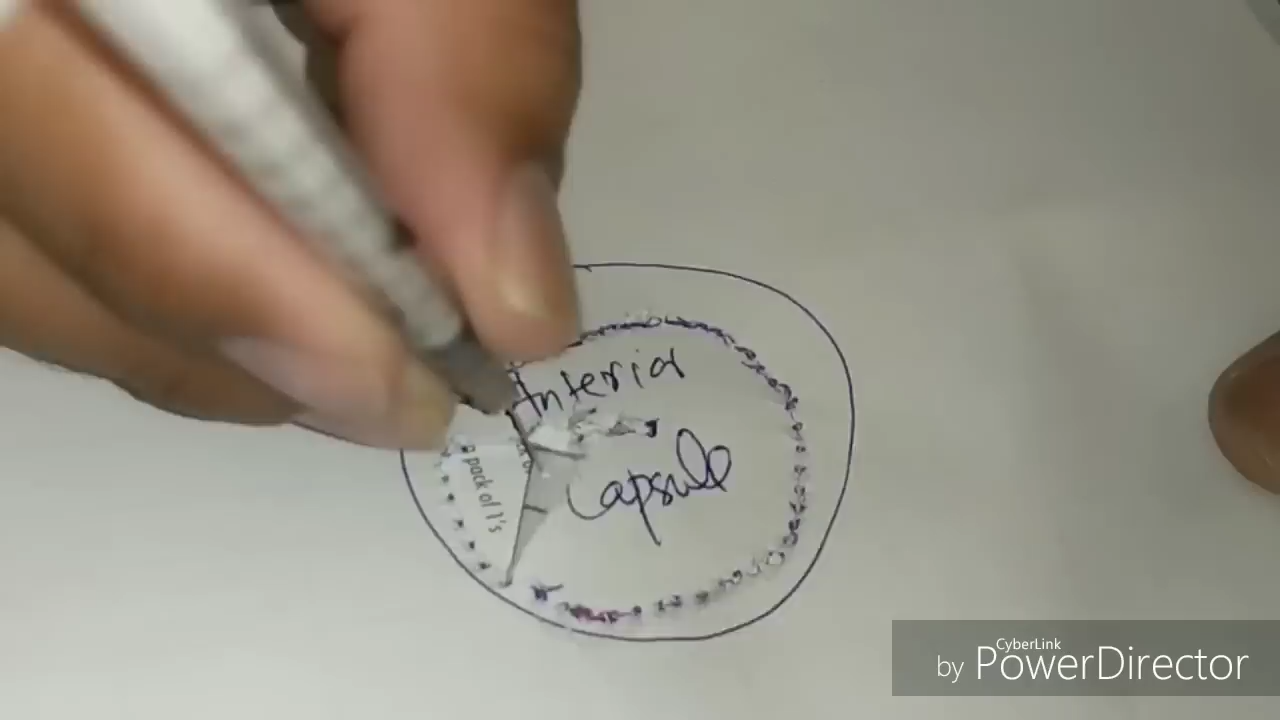 Anterior
Capsule
a pack of 1's
CyberLink
by PowerDirector